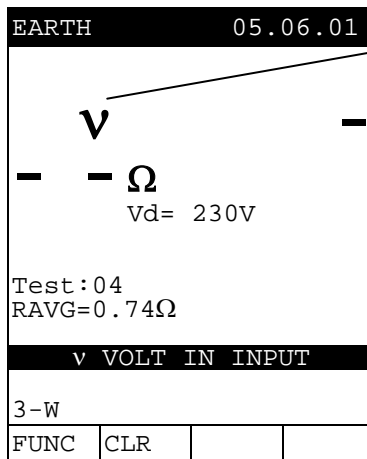 EARTH 05.06.01
ν -
- - Ω
Vd= 230V
Test:04
RAVG=0.74Ω
ν VOLT IN INPUT
3-W
FUNC CLR